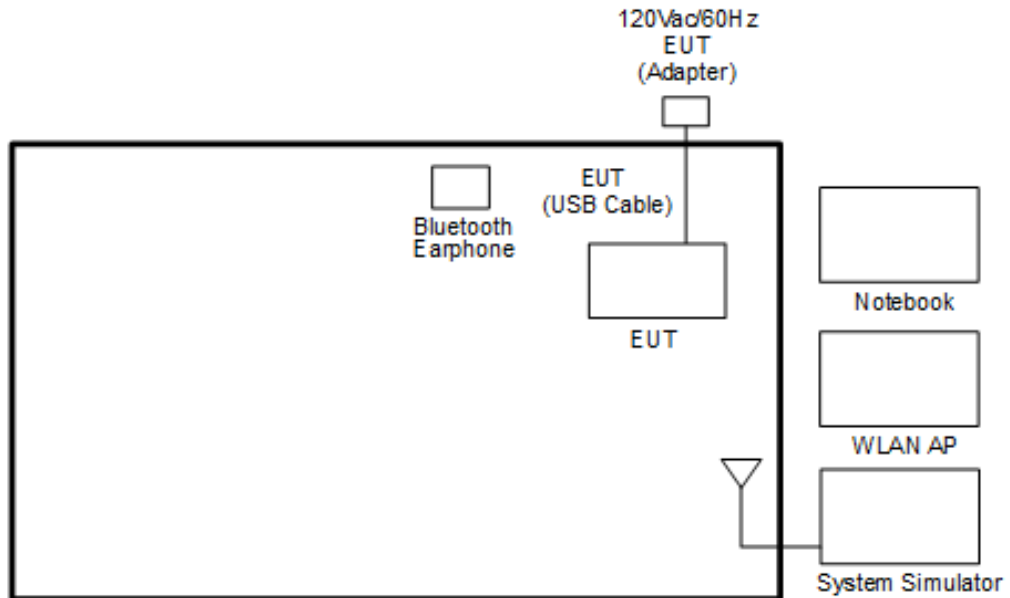 120Vac/60Hz
EUT
(Adapter)
EUT
(USB Cable)
Bluetooth
Earphone
EUT
Notebook
WLAN AP
System Simulator